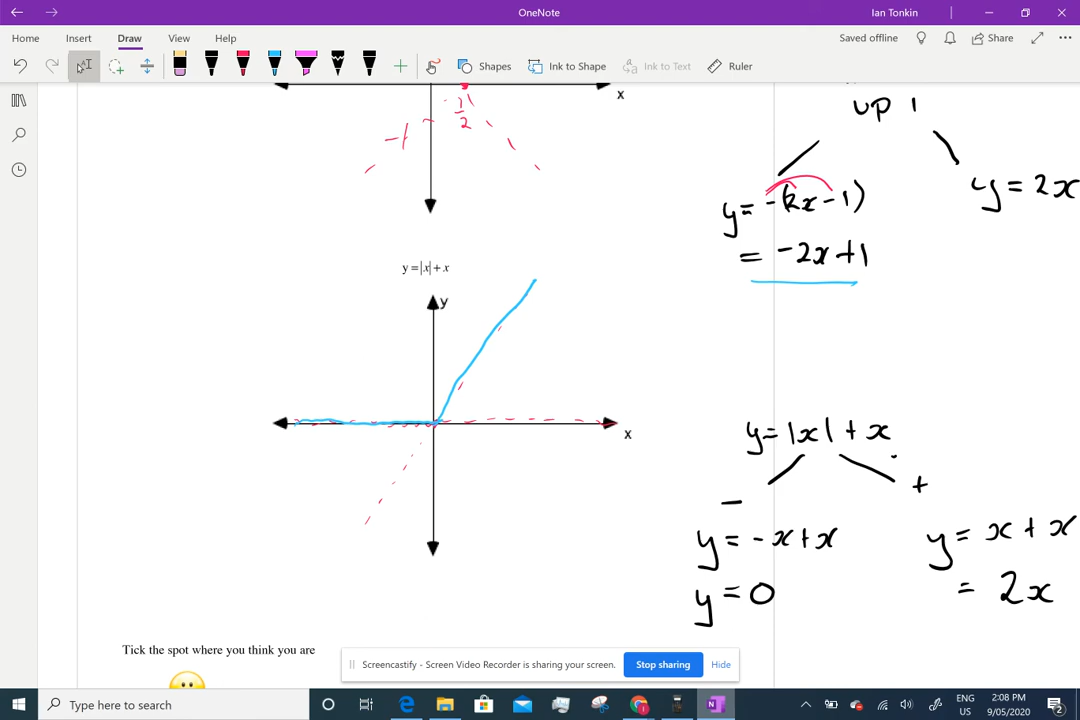 OneNote
Ian Tonkin
Home Insert Draw View Help
Saved offline
Share
Shapes
Ink to Shape
Ink to Text
Ruler
x
-1
1
2
up 1
y = -(2x - 1)
= -2x + 1
y = 2x
y = |x| + x
y
x
y = |x| + x
- +
y = -x + x
y = x + x
y = 0
= 2x
Tick the spot where you think you are
Screencastify - Screen Video Recorder is sharing your screen.
Stop sharing
Hide
Type here to search
ENG
US
2:08 PM
9/05/2020
2